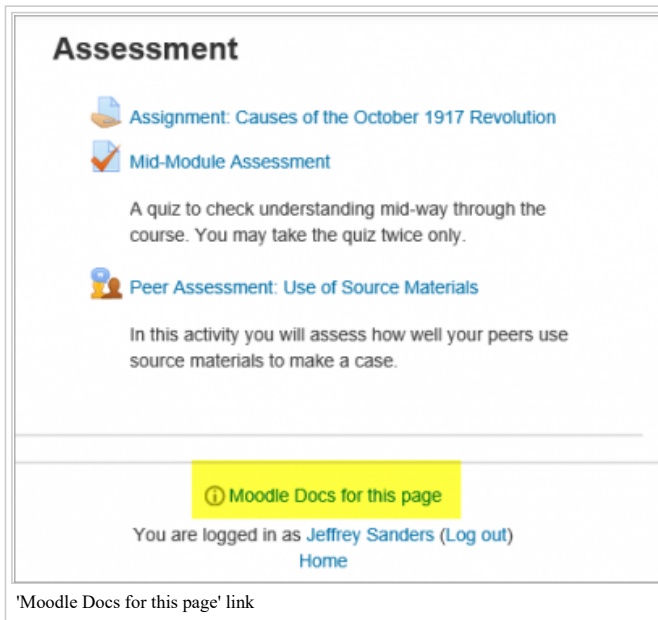 Assessment
Assignment: Causes of the October 1917 Revolution
Mid-Module Assessment
A quiz to check understanding mid-way through the
course. You may take the quiz twice only.
Peer Assessment: Use of Source Materials
In this activity you will assess how well your peers use
source materials to make a case.
Moodle Docs for this page
You are logged in as Jeffrey Sanders (Log out)
Home
'Moodle Docs for this page' link